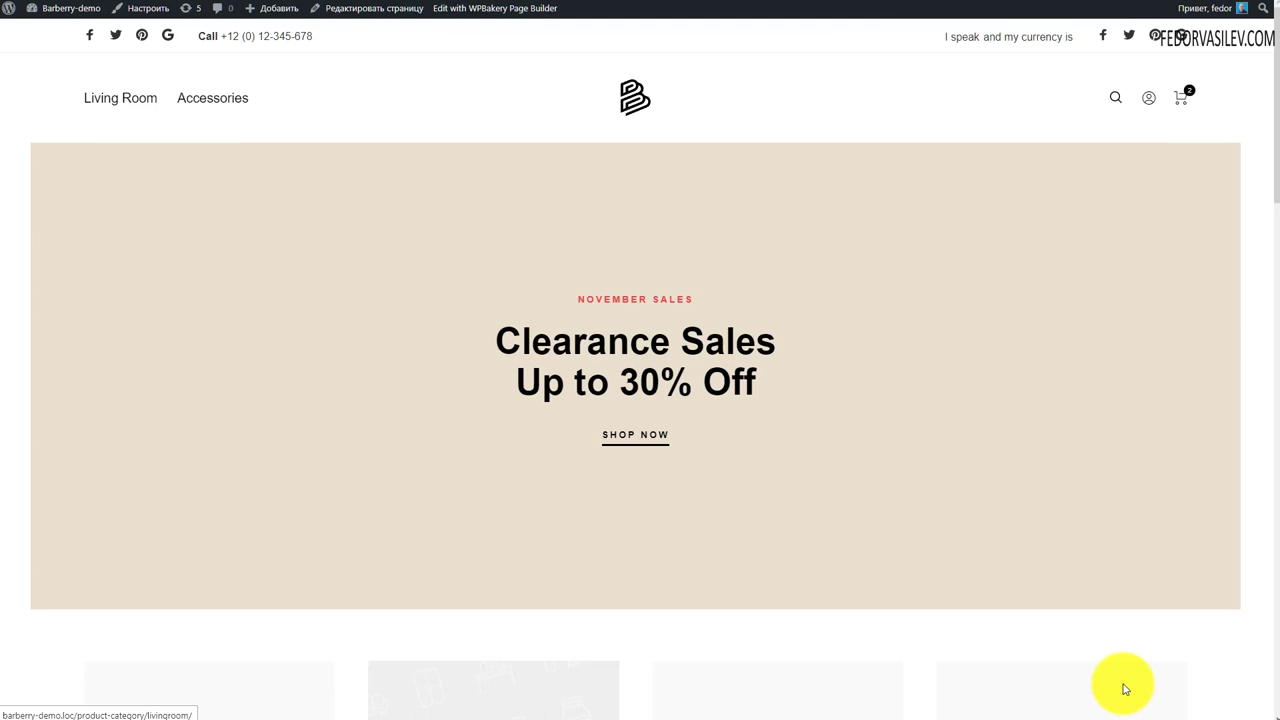 Barberry-demo Настроить 5 0 Добавить Редактировать страницу Edit with WPBakery Page Builder Привет, fedor
Call +12 (0) 12-345-678 I speak and my currency is FEDORVASILEV.COM
Living Room Accessories 2
NOVEMBER SALES
Clearance Sales
Up to 30% Off
SHOP NOW
barberry-demo.loc/product-category/livingroom/